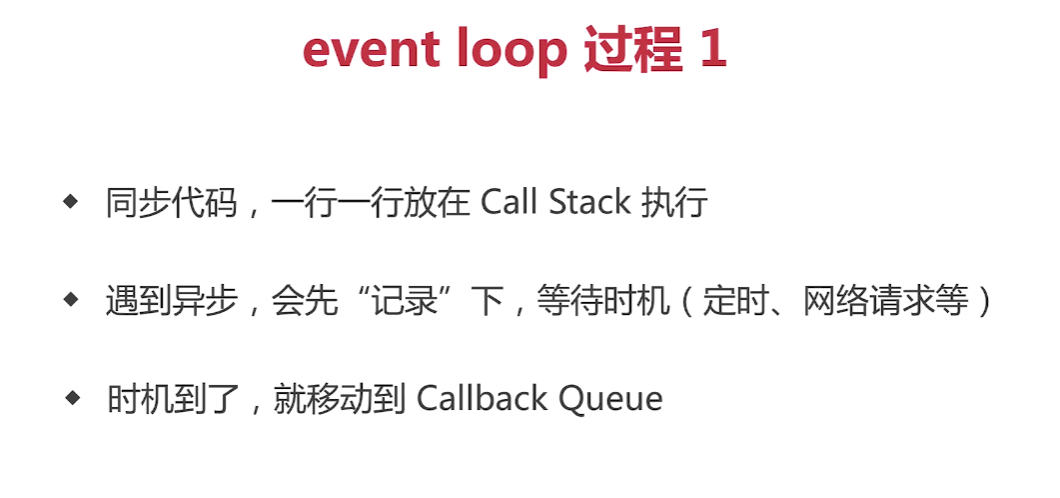 event loop 过程 1
◆ 同步代码，一行一行放在 Call Stack 执行
◆ 遇到异步，会先“记录”下，等待时机（定时、网络请求等）
◆ 时机到了，就移动到 Callback Queue